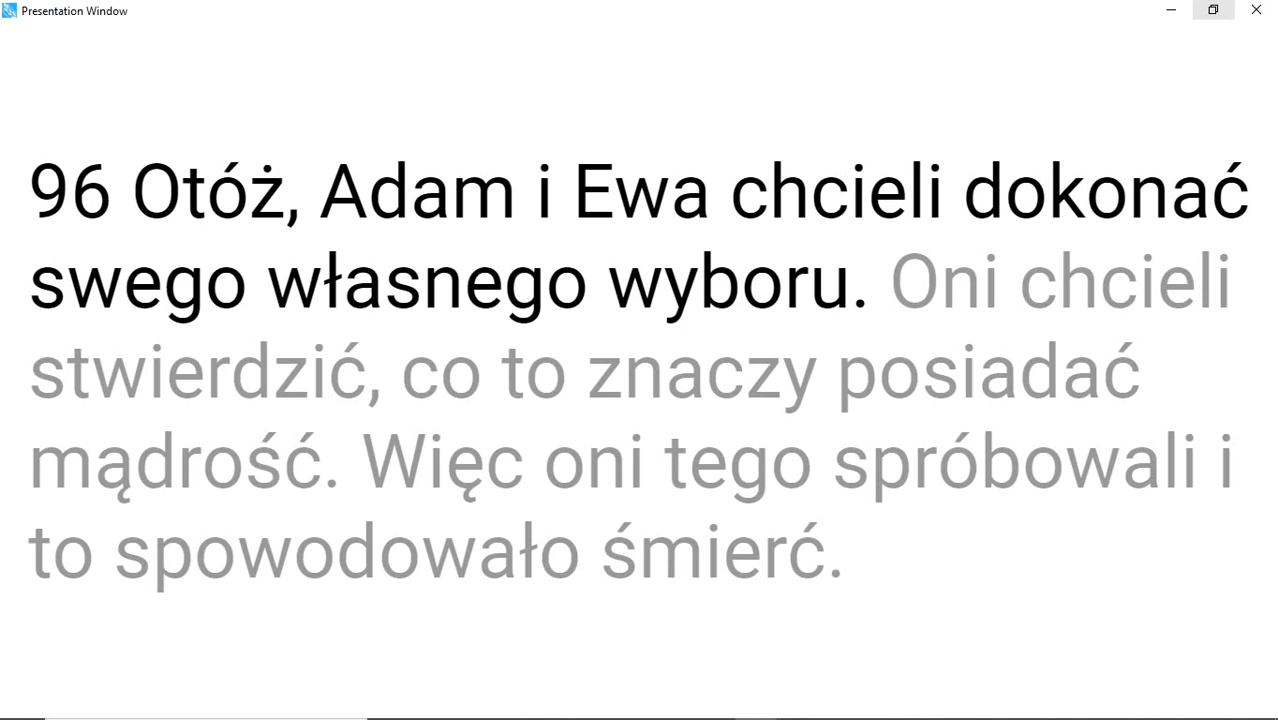 Presentation Window
96 Otóż, Adam i Ewa chcieli dokonać
swego własnego wyboru. Oni chcieli
stwierdzić, co to znaczy posiadać
mądrość. Więc oni tego spróbowali i
to spowodowało śmierć.